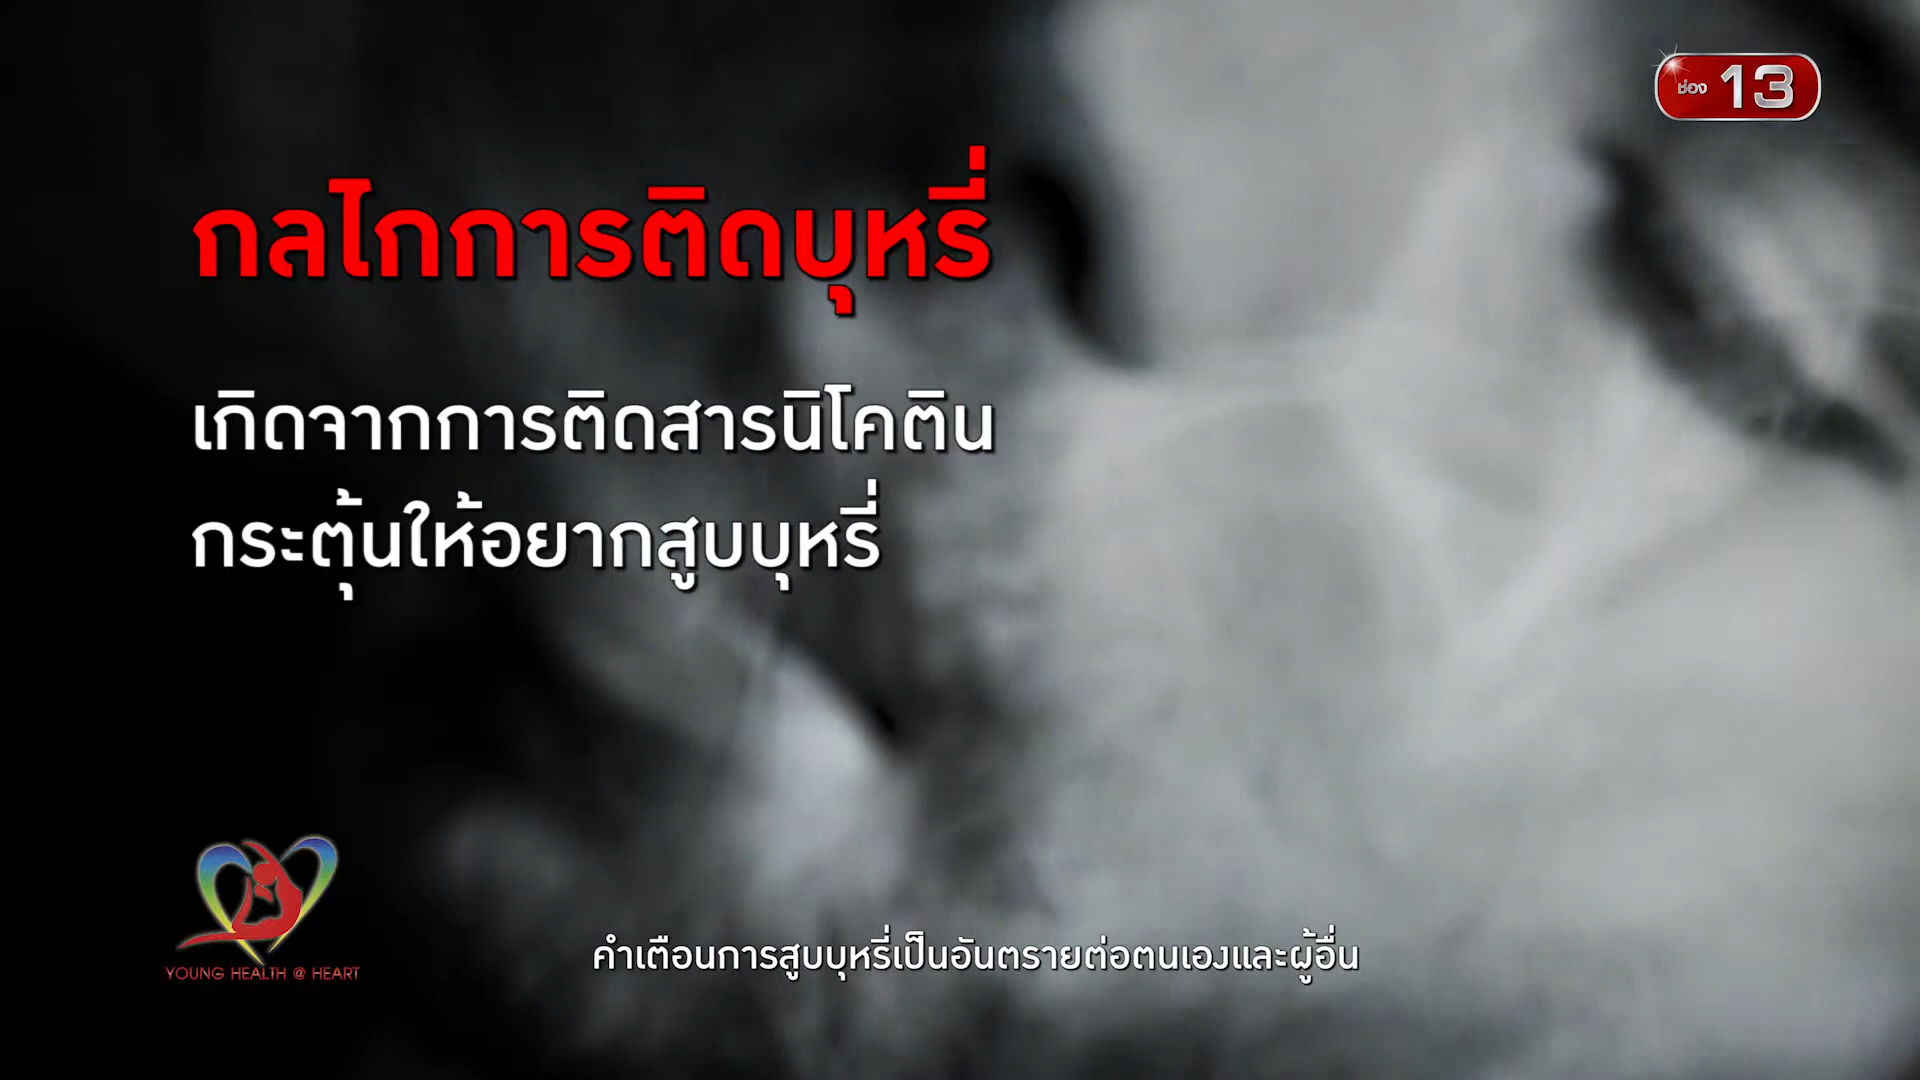 ช่อง 13
กลไกการติดบุหรี่
เกิดจากการติดสารนิโคติน
กระตุ้นให้อยากสูบบุหรี่
YOUNG HEALTH @ HEART
คำเตือนการสูบบุหรี่เป็นอันตรายต่อตนเองและผู้อื่น